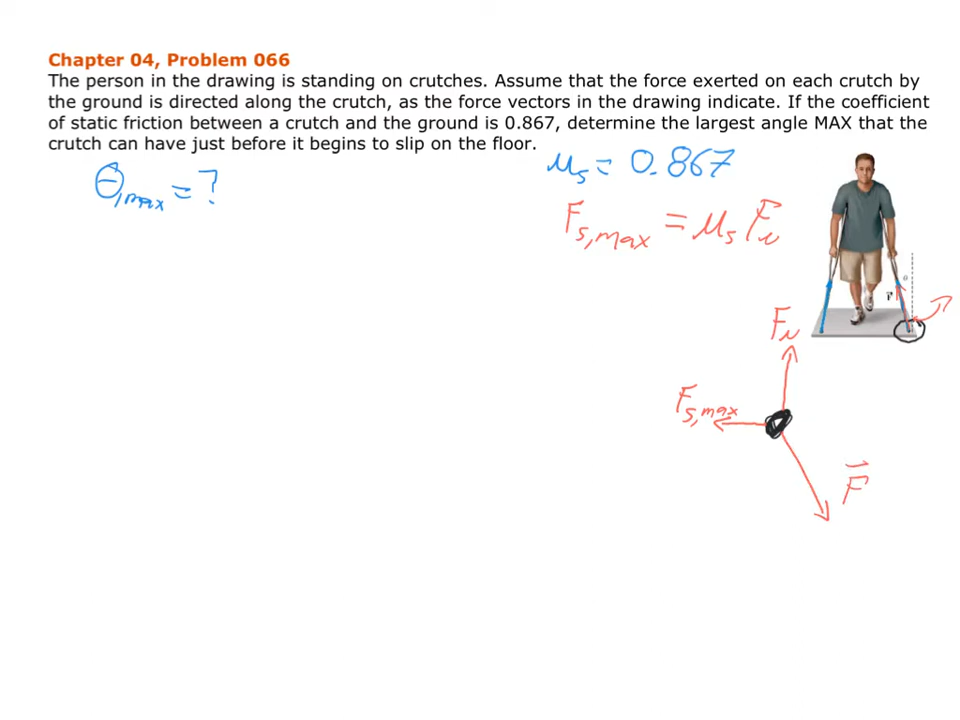 Chapter 04, Problem 066
The person in the drawing is standing on crutches. Assume that the force exerted on each crutch by
the ground is directed along the crutch, as the force vectors in the drawing indicate. If the coefficient
of static friction between a crutch and the ground is 0.867, determine the largest angle MAX that the
crutch can have just before it begins to slip on the floor.
θ,max = ?
μs = 0.867
Fs,max = μs FN
θ
F
FN
Fs,max
F